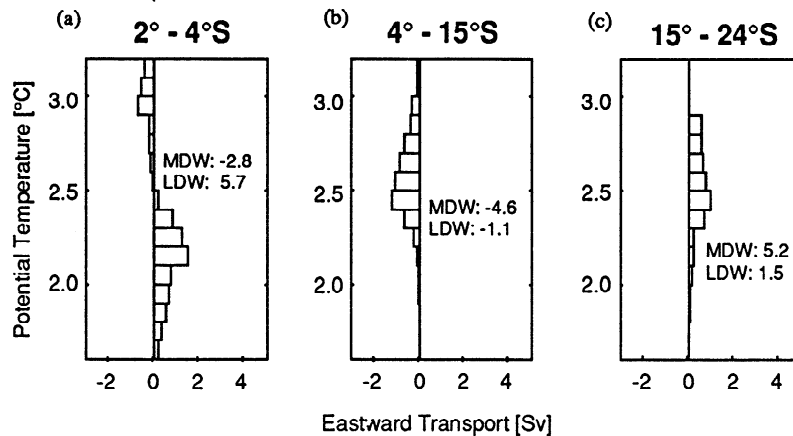 (a)
2° - 4°S
(b)
4° - 15°S
(c)
15° - 24°S
Potential Temperature [°C]
3.0
2.5
2.0
MDW: -2.8
LDW: 5.7
-2 0 2 4
3.0
2.5
2.0
MDW: -4.6
LDW: -1.1
-2 0 2 4
3.0
2.5
2.0
MDW: 5.2
LDW: 1.5
-2 0 2 4
Eastward Transport [Sv]